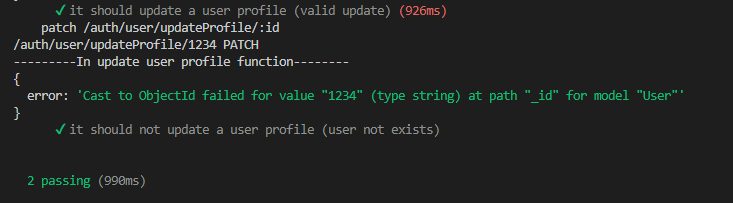 }
✓ it should update a user profile (valid update) (926ms)
patch /auth/user/updateProfile/:id
/auth/user/updateProfile/1234 PATCH
---------In update user profile function--------
{
error: 'Cast to ObjectId failed for value "1234" (type string) at path "_id" for model "User"'
}
✓ it should not update a user profile (user not exists)
2 passing (990ms)